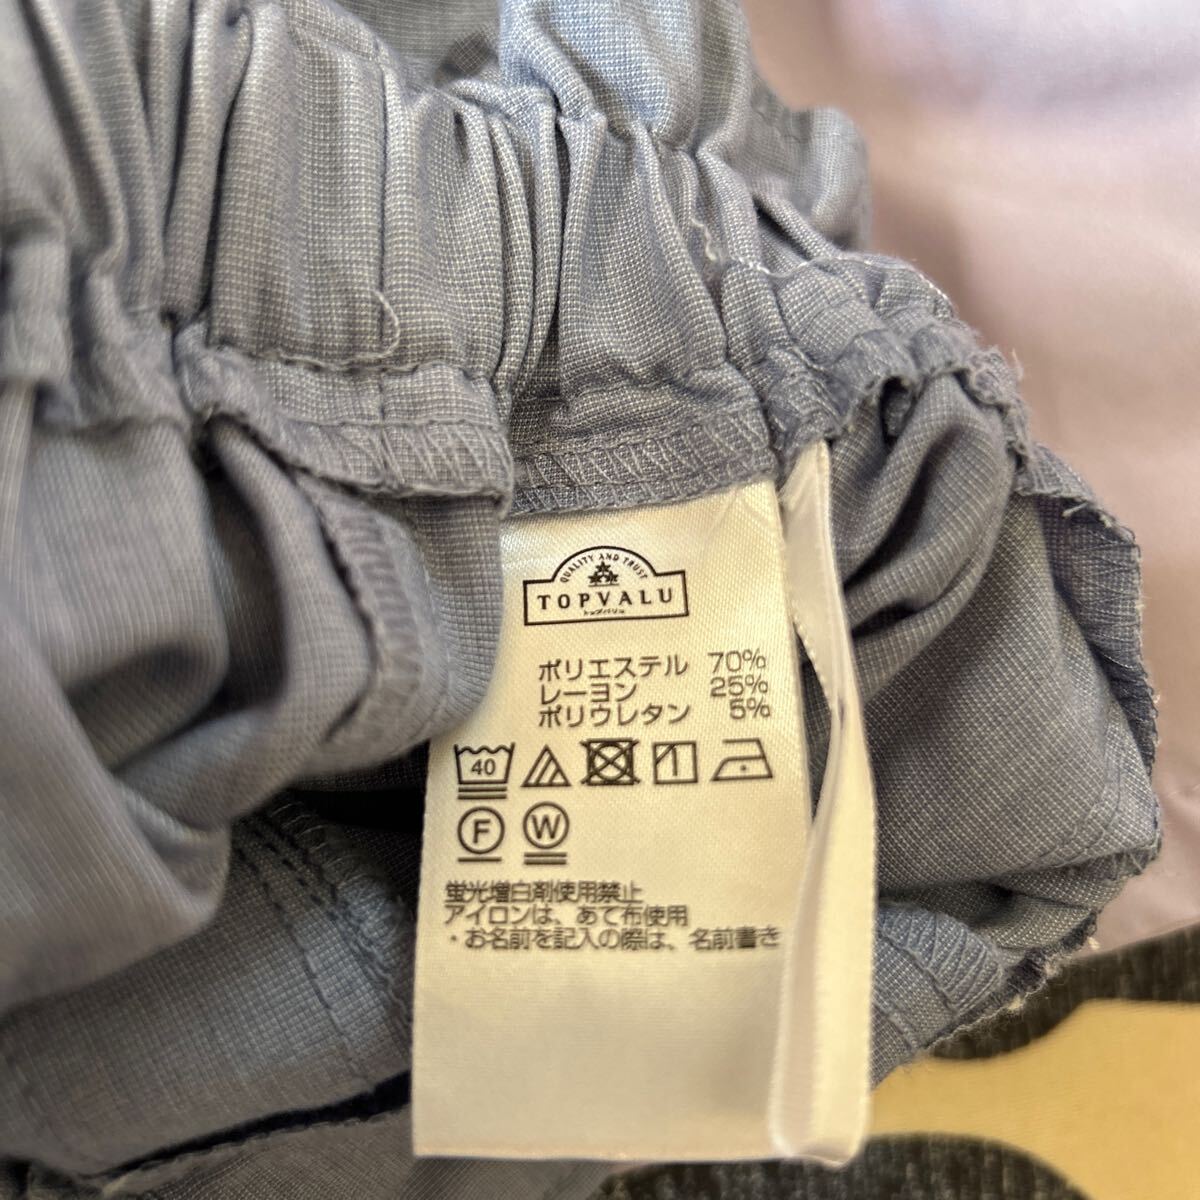 QUALITY AND TRUST
TOPVALU
トップバリュ
ポリエステル 70%
レーヨン 25%
ポリウレタン 5%
40
F W
蛍光増白剤使用禁止
アイロンは、あて布使用
・お名前を記入の際は、名前書き